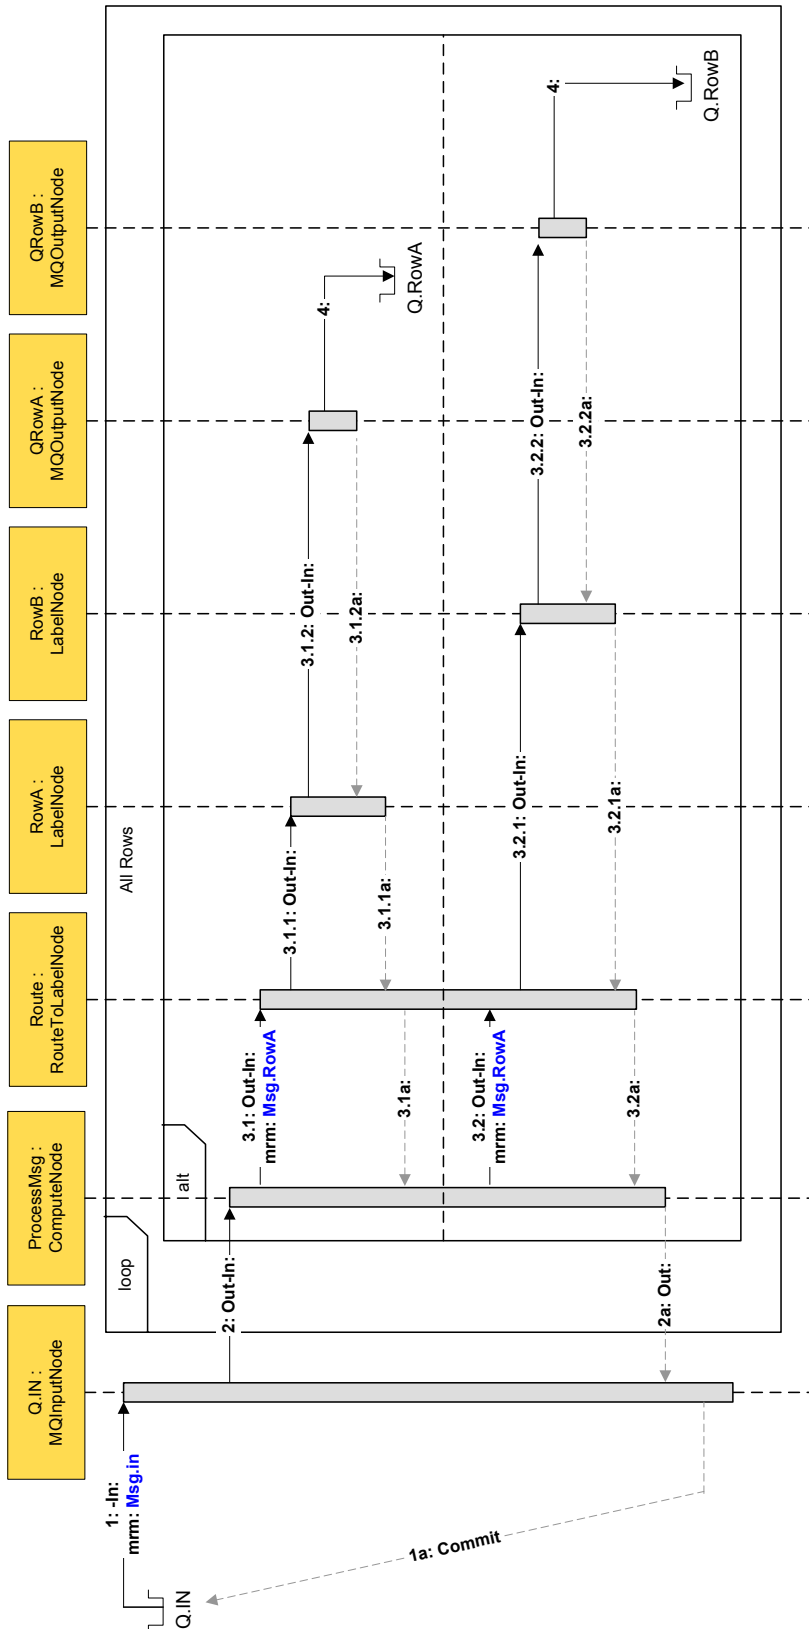 Q.IN :
MQInputNode
ProcessMsg :
ComputeNode
Route :
RouteToLabelNode
RowA :
LabelNode
RowB :
LabelNode
QRowA :
MQOutputNode
QRowB :
MQOutputNode
loop
All Rows
alt
1: -In:
mrm: Msg.in
Q.IN
2: Out-In:
3.1: Out-In:
mrm: Msg.RowA
3.1.1: Out-In:
3.1.2: Out-In:
4:
Q.RowA
3.1.2a:
3.1.1a:
3.1a:
3.2: Out-In:
mrm: Msg.RowA
3.2.1: Out-In:
3.2.2: Out-In:
4:
Q.RowB
3.2.2a:
3.2.1a:
3.2a:
2a: Out:
1a: Commit